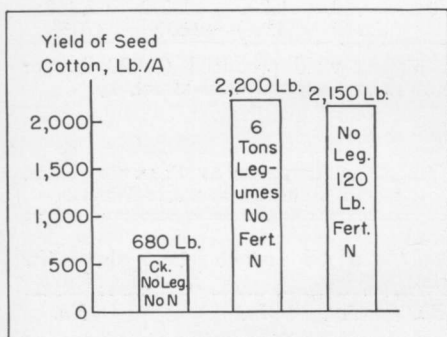 Yield of Seed
Cotton, Lb./A
2,200 Lb.
2,150 Lb.
2,000
1,500
1,000
500
0
680 Lb.
Ck.
No Leg.
No N
6
Tons
Leg-
umes
No
Fert.
N
No
Leg.
120
Lb.
Fert.
N